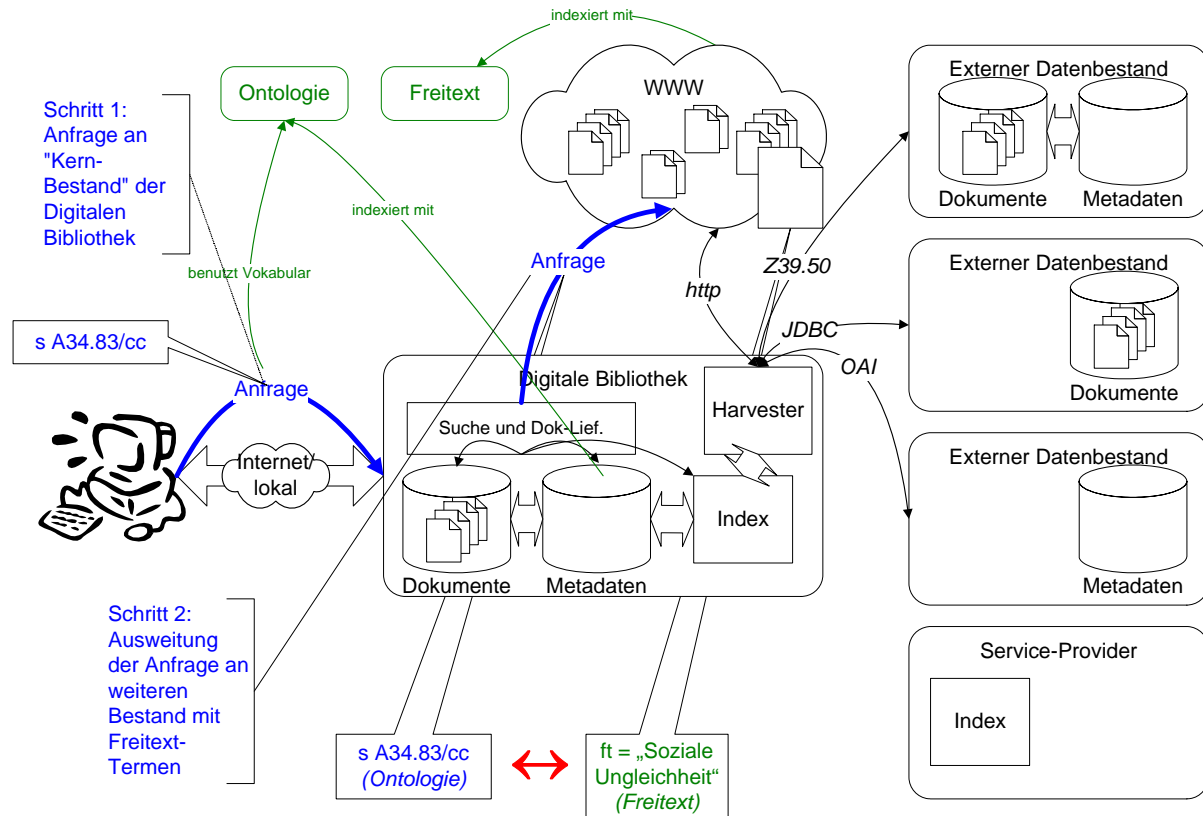 indexiert mit
Ontologie
Freitext
WWW
Externer Datenbestand
Dokumente
Metadaten
Schritt 1:
Anfrage an
"Kern-
Bestand" der
Digitalen
Bibliothek
indexiert mit
benutzt Vokabular
Anfrage
http
Z39.50
JDBC
OAI
Externer Datenbestand
Dokumente
s A34.83/cc
Anfrage
Internet/
lokal
Digitale Bibliothek
Suche und Dok-Lief.
Harvester
Index
Dokumente
Metadaten
Externer Datenbestand
Metadaten
Schritt 2:
Ausweitung
der Anfrage an
weiteren
Bestand mit
Freitext-
Termen
s A34.83/cc
(Ontologie)
ft = „Soziale
Ungleichheit“
(Freitext)
Service-Provider
Index